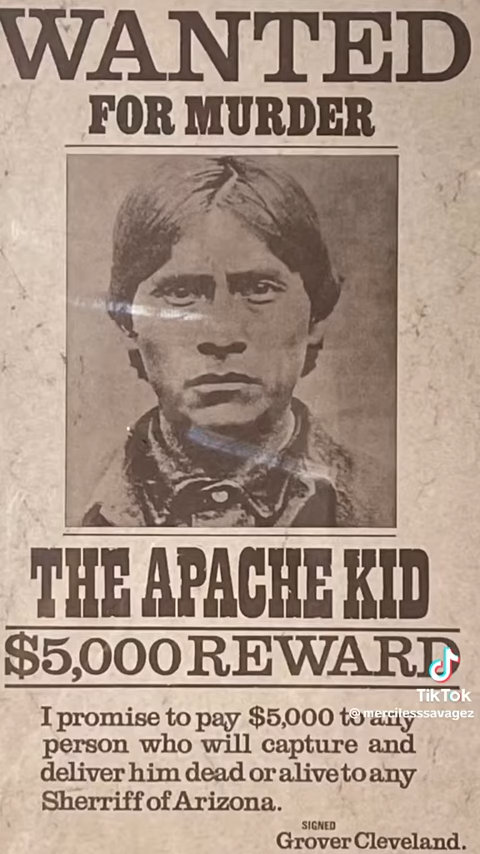 WANTED
FOR MURDER
THE APACHE KID
$5,000 REWARD
TikTok
@mercilesssavagez
I promise to pay $5,000 to any
person who will capture and
deliver him dead or alive to any
Sherriff of Arizona.
SIGNED
Grover Cleveland.